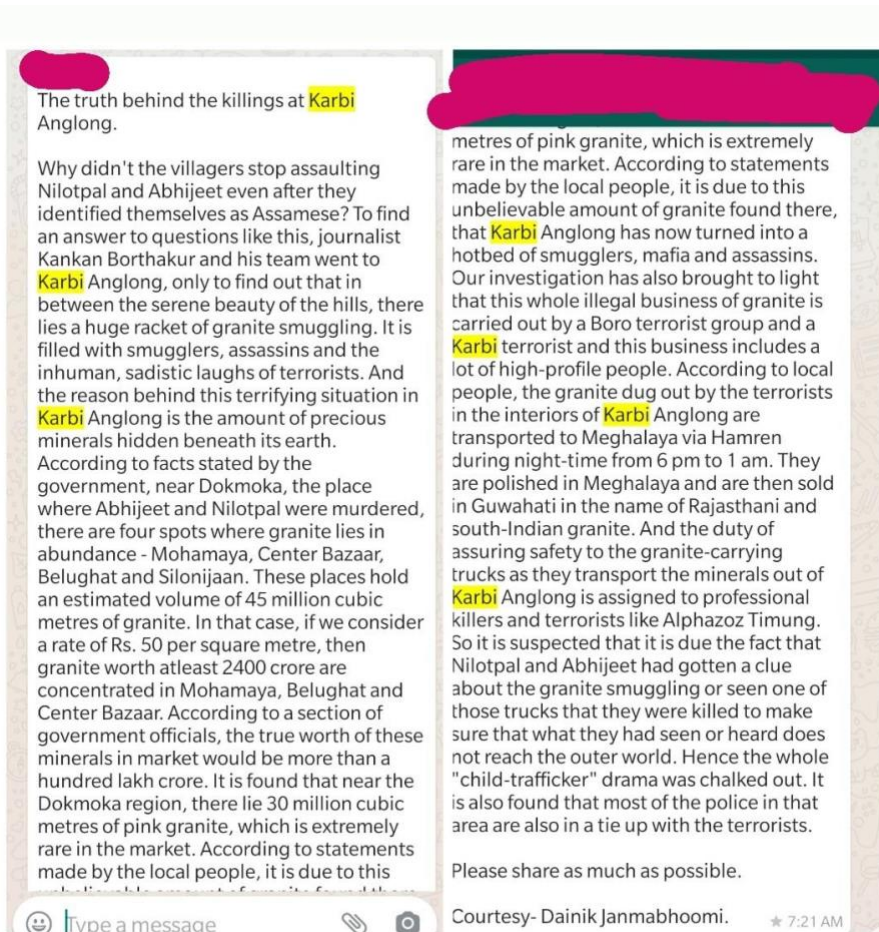 The truth behind the killings at Karbi
Anglong.
Why didn't the villagers stop assaulting
Nilotpal and Abhijeet even after they
identified themselves as Assamese? To find
an answer to questions like this, journalist
Kankan Borthakur and his team went to
Karbi Anglong, only to find out that in
between the serene beauty of the hills, there
lies a huge racket of granite smuggling. It is
filled with smugglers, assassins and the
inhuman, sadistic laughs of terrorists. And
the reason behind this terrifying situation in
Karbi Anglong is the amount of precious
minerals hidden beneath its earth.
According to facts stated by the
government, near Dokmoka, the place
where Abhijeet and Nilotpal were murdered,
there are four spots where granite lies in
abundance - Mohamaya, Center Bazaar,
Belughat and Silonijaan. These places hold
an estimated volume of 45 million cubic
metres of granite. In that case, if we consider
a rate of Rs. 50 per square metre, then
granite worth atleast 2400 crore are
concentrated in Mohamaya, Belughat and
Center Bazaar. According to a section of
government officials, the true worth of these
minerals in market would be more than a
hundred lakh crore. It is found that near the
Dokmoka region, there lie 30 million cubic
metres of pink granite, which is extremely
rare in the market. According to statements
made by the local people, it is due to this
Type a message
metres of pink granite, which is extremely
rare in the market. According to statements
made by the local people, it is due to this
unbelievable amount of granite found there,
that Karbi Anglong has now turned into a
hotbed of smugglers, mafia and assassins.
Our investigation has also brought to light
that this whole illegal business of granite is
carried out by a Boro terrorist group and a
Karbi terrorist and this business includes a
lot of high-profile people. According to local
people, the granite dug out by the terrorists
in the interiors of Karbi Anglong are
transported to Meghalaya via Hamren
during night-time from 6 pm to 1 am. They
are polished in Meghalaya and are then sold
in Guwahati in the name of Rajasthani and
south-Indian granite. And the duty of
assuring safety to the granite-carrying
trucks as they transport the minerals out of
Karbi Anglong is assigned to professional
killers and terrorists like Alphazoz Timung.
So it is suspected that it is due the fact that
Nilotpal and Abhijeet had gotten a clue
about the granite smuggling or seen one of
those trucks that they were killed to make
sure that what they had seen or heard does
not reach the outer world. Hence the whole
"child-trafficker" drama was chalked out. It
is also found that most of the police in that
area are also in a tie up with the terrorists.
Please share as much as possible.
Courtesy- Dainik Janmabhoomi.
★ 7:21 AM